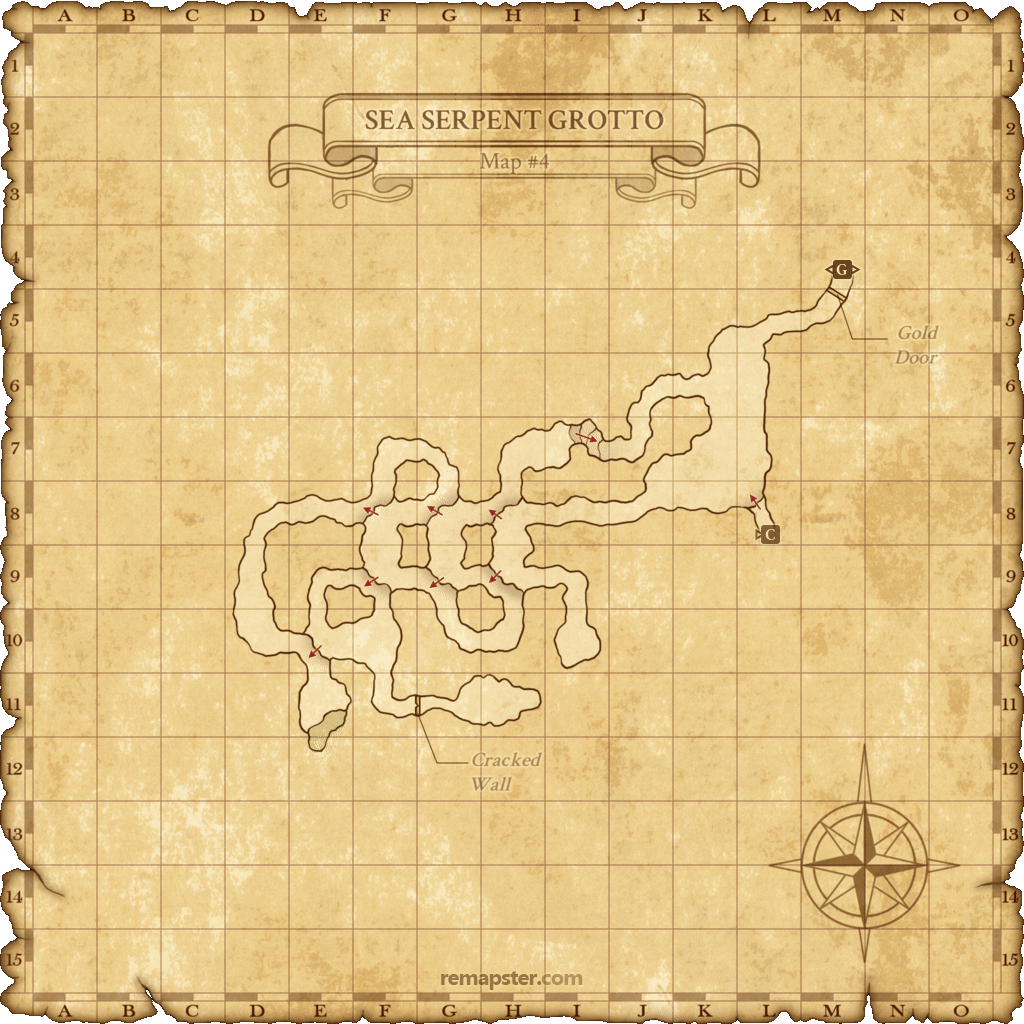 A B C D E F G H I J K L M N O
1 1
2 2
SEA SERPENT GROTTO
Map #4
3 3
4 4
G
5 5
Gold
Door
6 6
7 7
8 8
C
9 9
10 10
11 11
Cracked
Wall
12 12
13 13
14 14
15 15
remapster.com
A B C D E F G H I J K L M N O